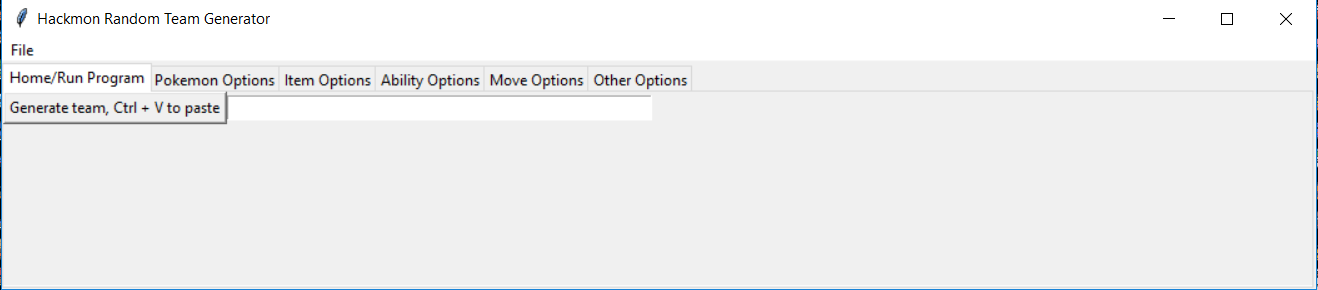 Hackmon Random Team Generator
File
Home/Run Program Pokemon Options Item Options Ability Options Move Options Other Options
Generate team, Ctrl + V to paste